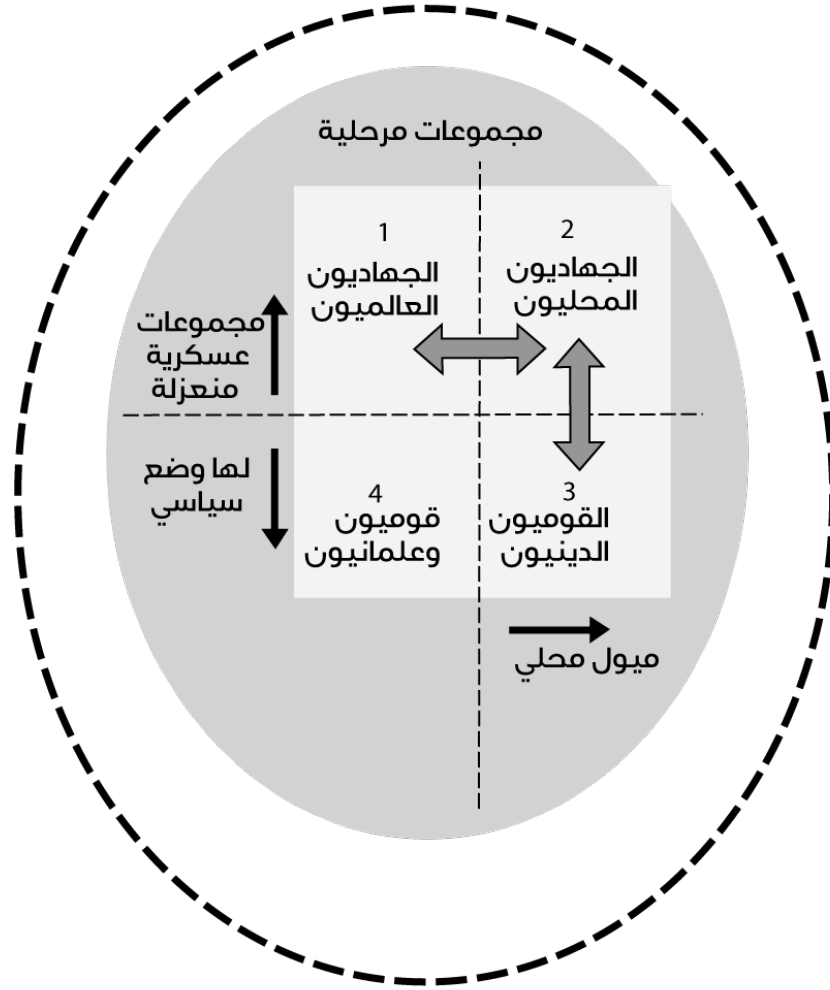 مجموعات مرحلية
2
الجهاديون
المحليون
1
الجهاديون
العالميون
مجموعات
عسكرية
منعزلة
3
القوميون
الدينيون
4
قوميون
وعلمانيون
لها وضع
سياسي
ميول محلي